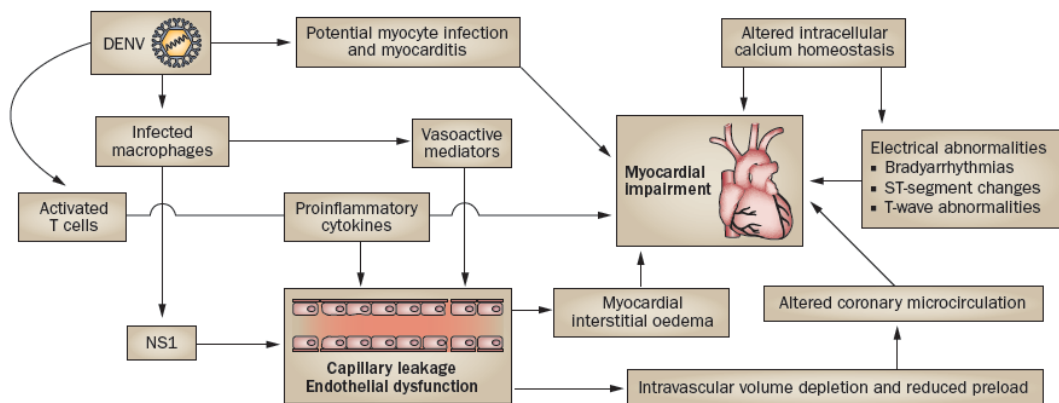 DENV
Potential myocyte infection
and myocarditis
Altered intracellular
calcium homeostasis
Infected
macrophages
Vasoactive
mediators
Myocardial
impairment
Electrical abnormalities
▪ Bradyarrhythmias
▪ ST-segment changes
▪ T-wave abnormalities
Activated
T cells
Proinflammatory
cytokines
NS1
Capillary leakage
Endothelial dysfunction
Myocardial
interstitial oedema
Altered coronary microcirculation
Intravascular volume depletion and reduced preload